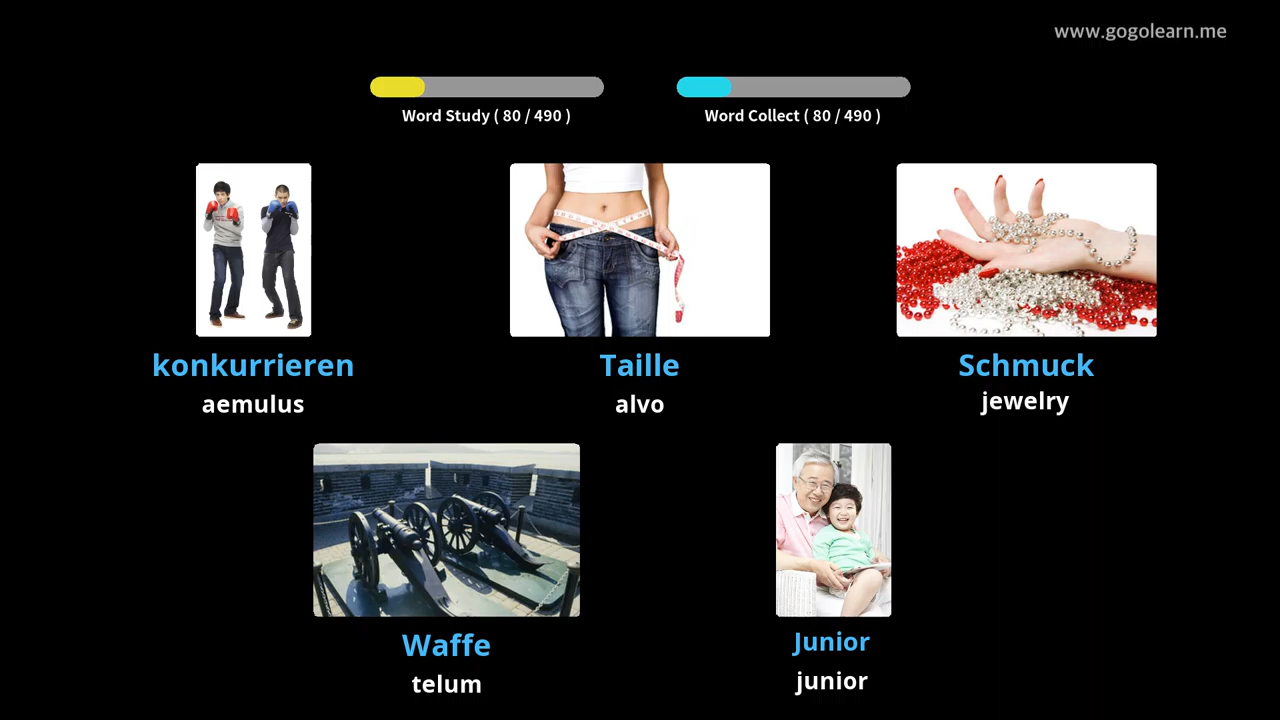 www.gogolearn.me
Word Study ( 80 / 490 )
Word Collect ( 80 / 490 )
konkurrieren
aemulus
Taille
alvo
Schmuck
jewelry
Waffe
telum
Junior
junior